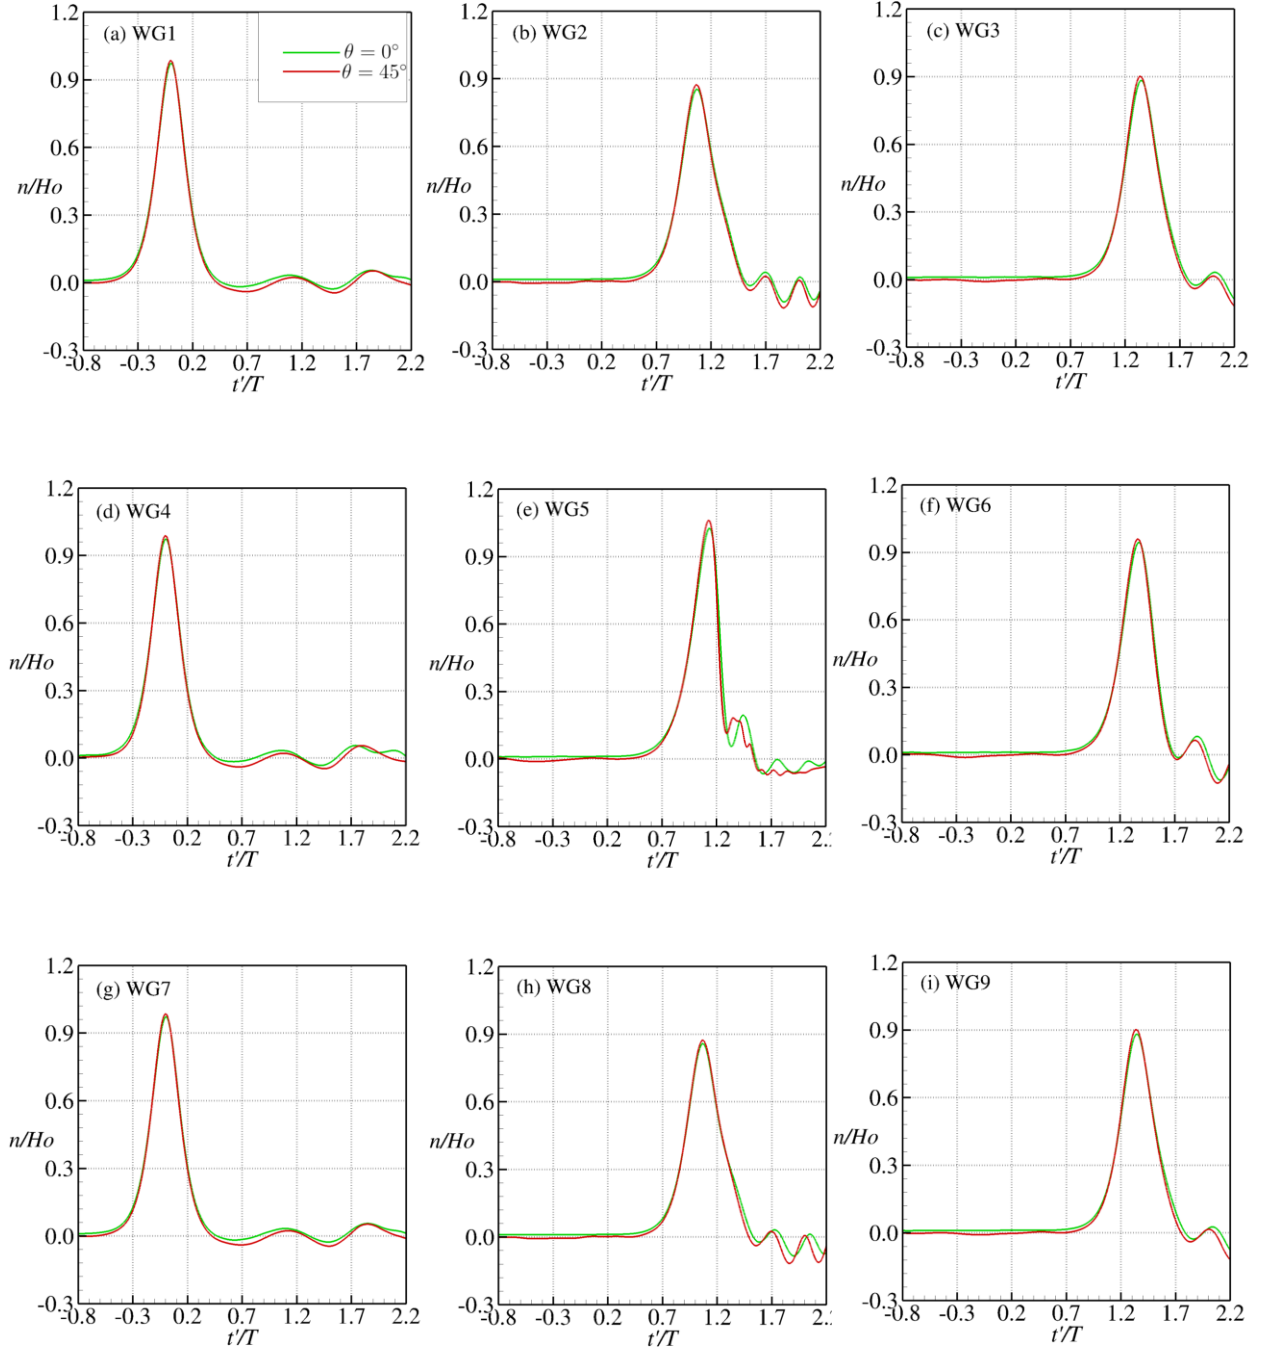 (a) WG1
θ = 0°
θ = 45°
1.2
0.9
0.6
n/Ho
0.3
0.0
-0.3
-0.8 -0.3 0.2 0.7 1.2 1.7 2.2
t'/T
(b) WG2
1.2
0.9
0.6
n/Ho
0.3
0.0
-0.3
-0.8 -0.3 0.2 0.7 1.2 1.7 2.2
t'/T
(c) WG3
1.2
0.9
0.6
n/Ho
0.3
0.0
-0.3
-0.8 -0.3 0.2 0.7 1.2 1.7 2.2
t'/T
(d) WG4
1.2
0.9
0.6
n/Ho
0.3
0.0
-0.3
-0.8 -0.3 0.2 0.7 1.2 1.7 2.2
t'/T
(e) WG5
1.2
0.9
0.6
n/Ho
0.3
0.0
-0.3
-0.8 -0.3 0.2 0.7 1.2 1.7 2.
t'/T
(f) WG6
1.2
0.9
0.6
n/Ho
0.3
0.0
-0.3
-0.8 -0.3 0.2 0.7 1.2 1.7 2.2
t'/T
(g) WG7
1.2
0.9
0.6
n/Ho
0.3
0.0
-0.3
-0.8 -0.3 0.2 0.7 1.2 1.7 2.2
t'/T
(h) WG8
1.2
0.9
0.6
n/Ho
0.3
0.0
-0.3
-0.8 -0.3 0.2 0.7 1.2 1.7 2.
t'/T
(i) WG9
1.2
0.9
0.6
n/Ho
0.3
0.0
-0.3
-0.8 -0.3 0.2 0.7 1.2 1.7 2.2
t'/T